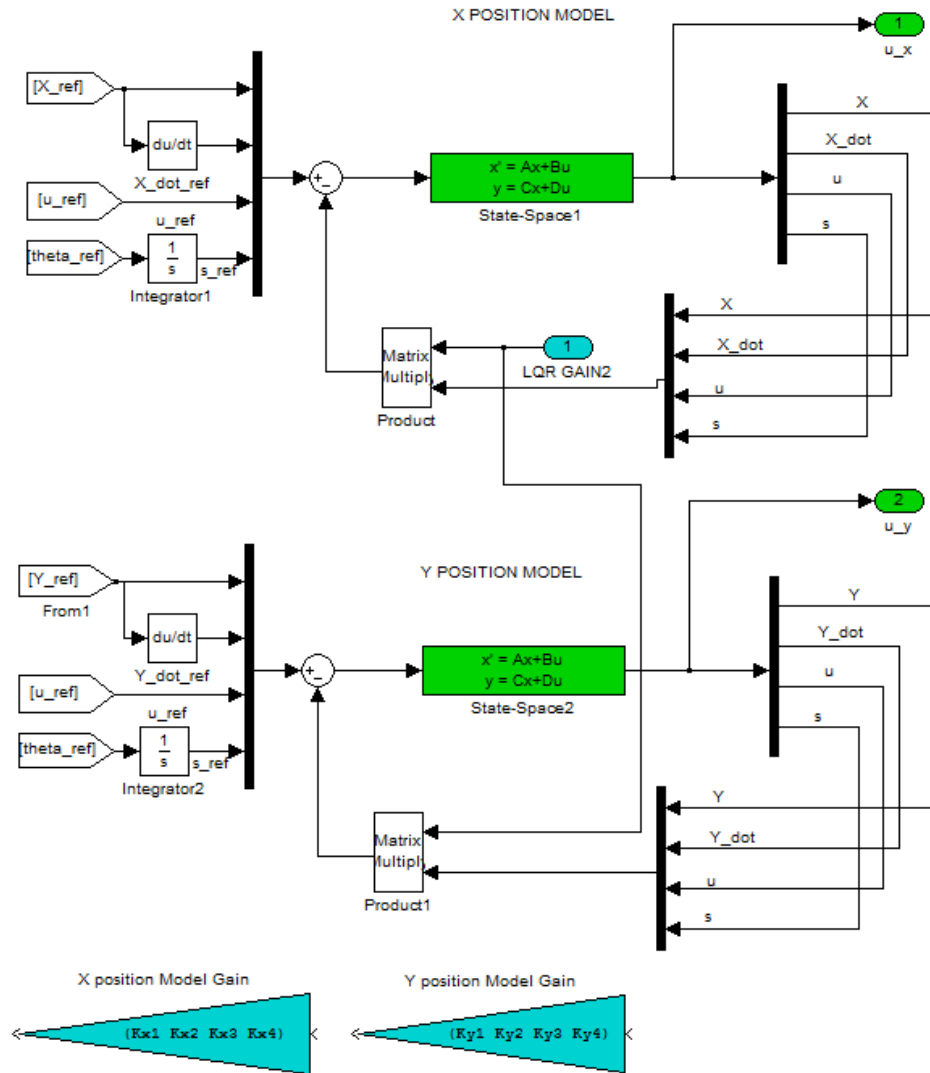 X POSITION MODEL
1
u_x
[X_ref]
du/dt
X_dot_ref
[u_ref]
u_ref
[theta_ref]
1
s
s_ref
Integrator1
+
–
x' = Ax+Bu
y = Cx+Du
State-Space1
X
X_dot
u
s
X
X_dot
u
s
Matrix
Multiply
Product
1
LQR GAIN2
2
u_y
Y POSITION MODEL
[Y_ref]
From1
du/dt
Y_dot_ref
[u_ref]
u_ref
[theta_ref]
1
s
s_ref
Integrator2
+
–
x' = Ax+Bu
y = Cx+Du
State-Space2
Y
Y_dot
u
s
Y
Y_dot
u
s
Matrix
Multiply
Product1
X position Model Gain
(Kx1 Kx2 Kx3 Kx4)
Y position Model Gain
(Ky1 Ky2 Ky3 Ky4)